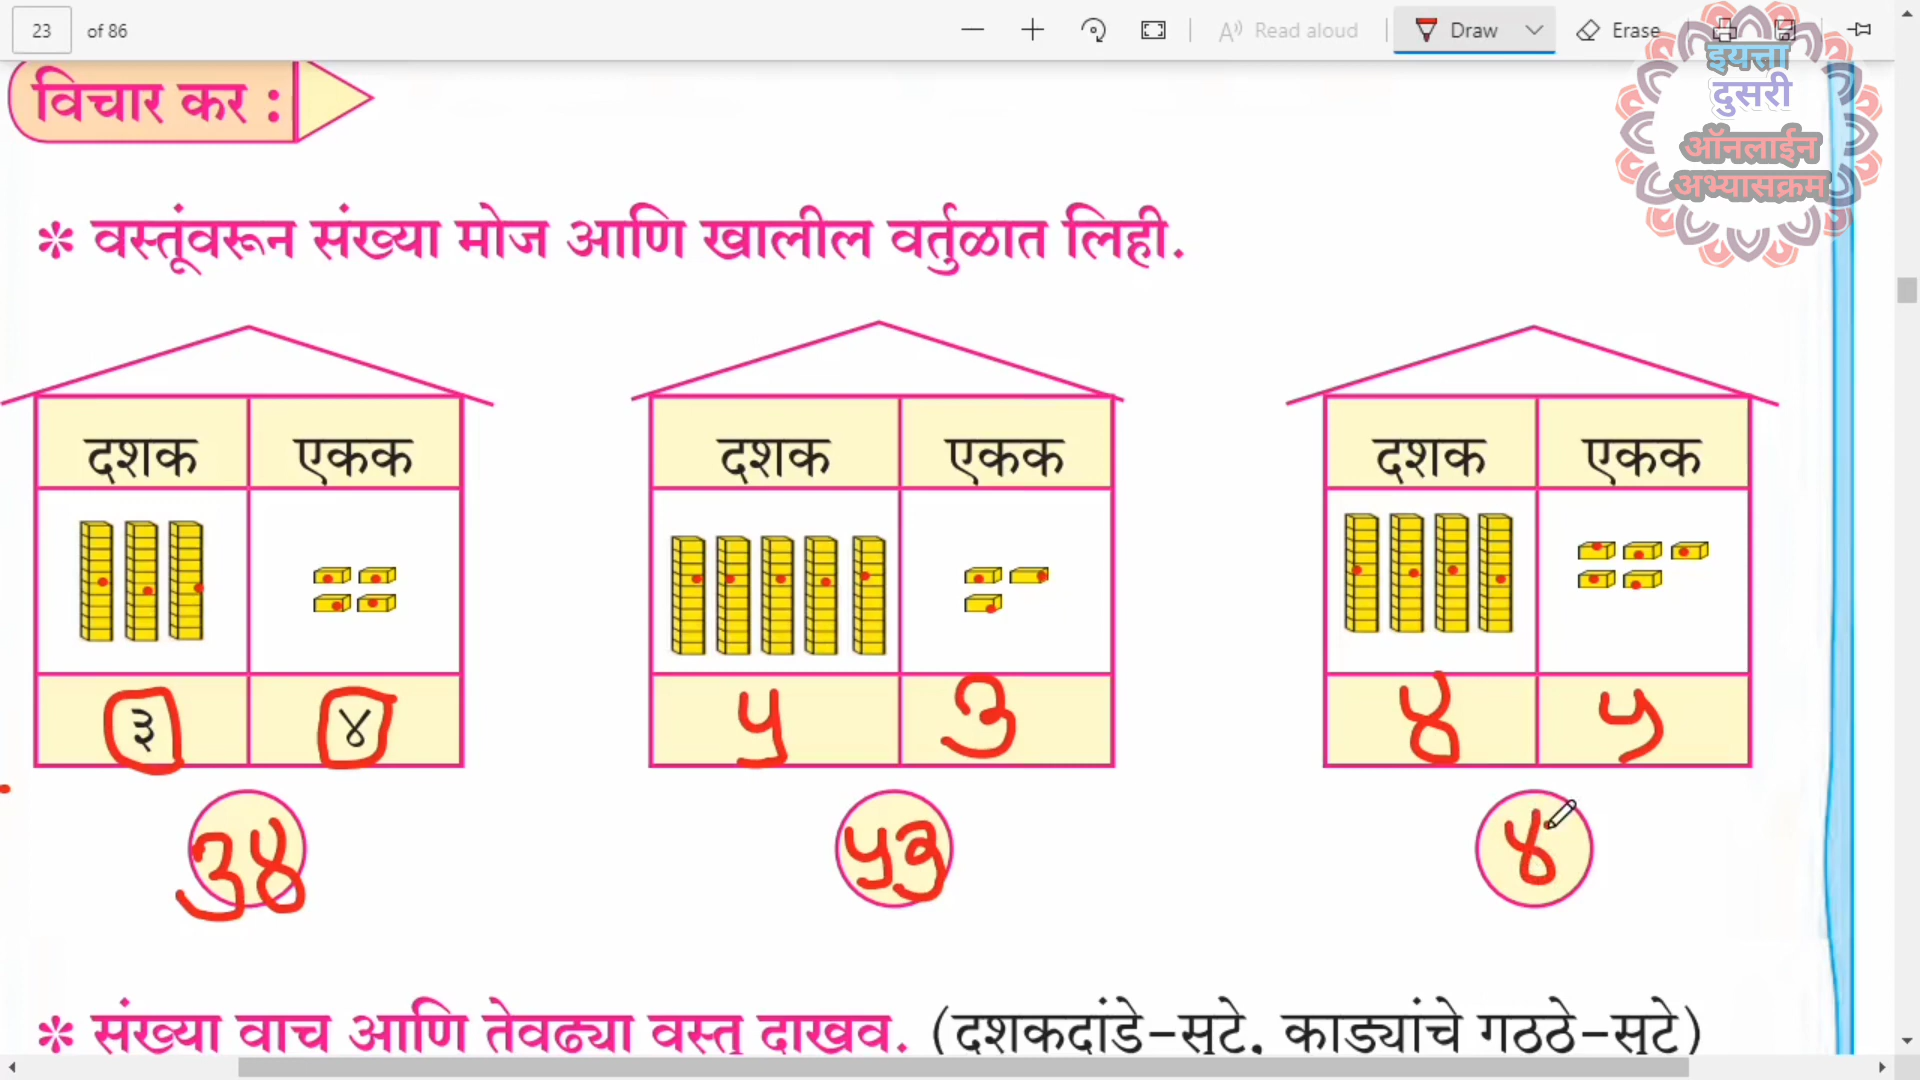 23 of 86 Read aloud Draw Erase
इयत्ता
दुसरी
ऑनलाईन
अभ्यासक्रम
विचार कर :
* वस्तूंवरून संख्या मोज आणि खालील वर्तुळात लिही.
दशक एकक दशक एकक दशक एकक
३ ४ ५ ३ ४ ५
३४ ५३ ४
* संख्या वाच आणि तेवढ्या वस्तू दाखव. (दशकदांडे-सुटे, काड्यांचे गठ्ठे-सुटे)